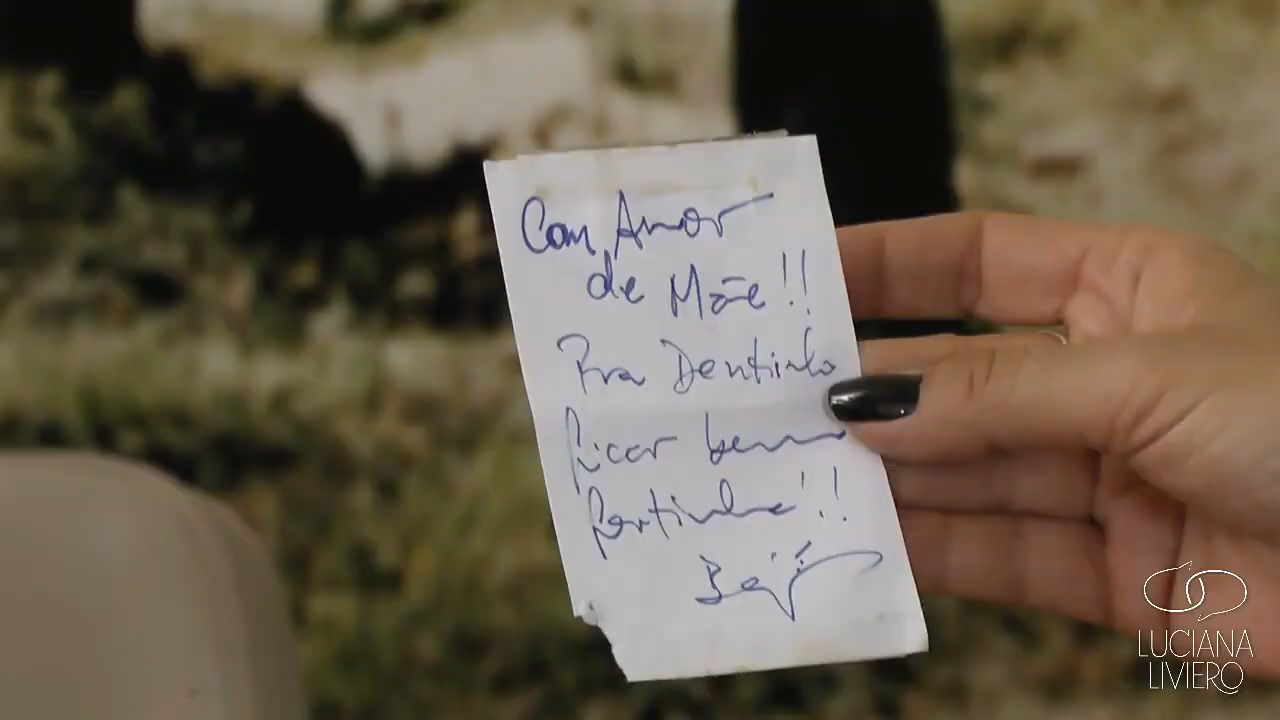 Com Amor
de Mãe!!
Pra Dentinho
ficar bem
fortinho!!
LUCIANA
LIVIERO